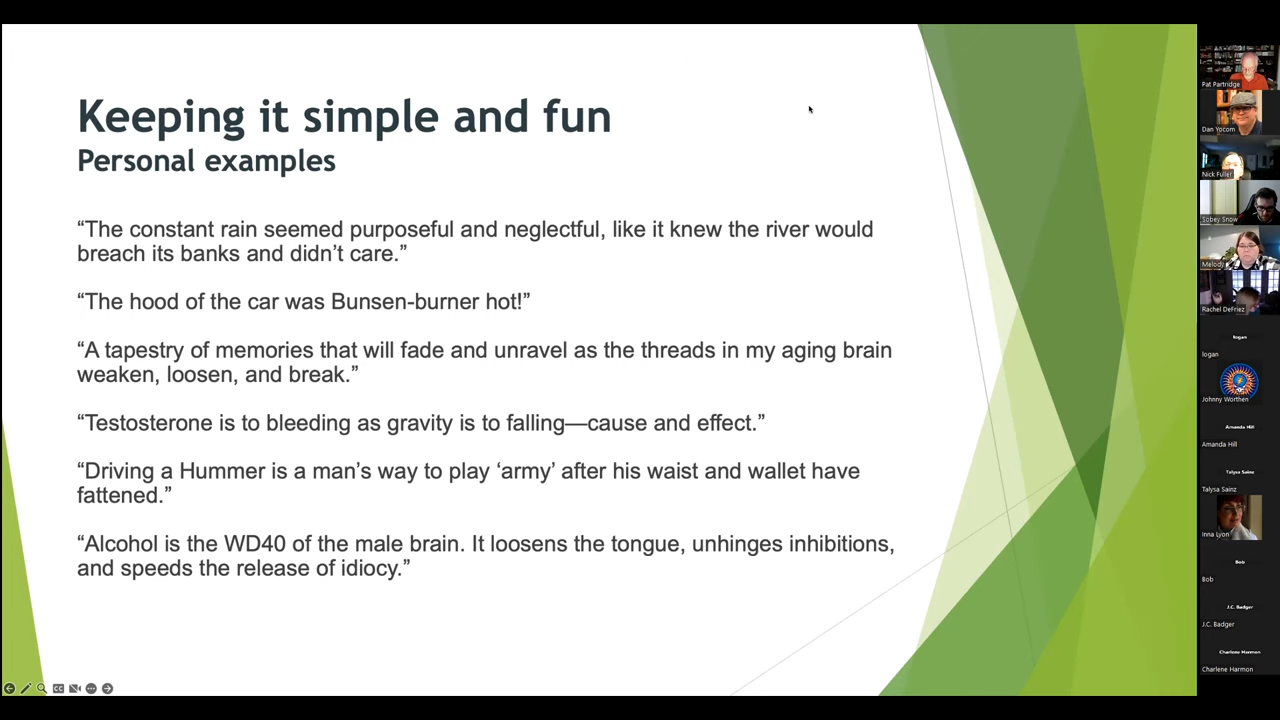 Keeping it simple and fun
Personal examples
“The constant rain seemed purposeful and neglectful, like it knew the river would
breach its banks and didn’t care.”
“The hood of the car was Bunsen-burner hot!”
“A tapestry of memories that will fade and unravel as the threads in my aging brain
weaken, loosen, and break.”
“Testosterone is to bleeding as gravity is to falling—cause and effect.”
“Driving a Hummer is a man’s way to play ‘army’ after his waist and wallet have
fattened.”
“Alcohol is the WD40 of the male brain. It loosens the tongue, unhinges inhibitions,
and speeds the release of idiocy.”
CC
Pat Partridge
Dan Yocom
Nick Fuller
Sobey Snow
Melody
Rachel DeFriez
logan
logan
Johnny Worthen
Amanda Hill
Amanda Hill
Talysa Sainz
Talysa Sainz
Inna Lyon
Bob
Bob
J.C. Badger
J.C. Badger
Charlene Harmon
Charlene Harmon